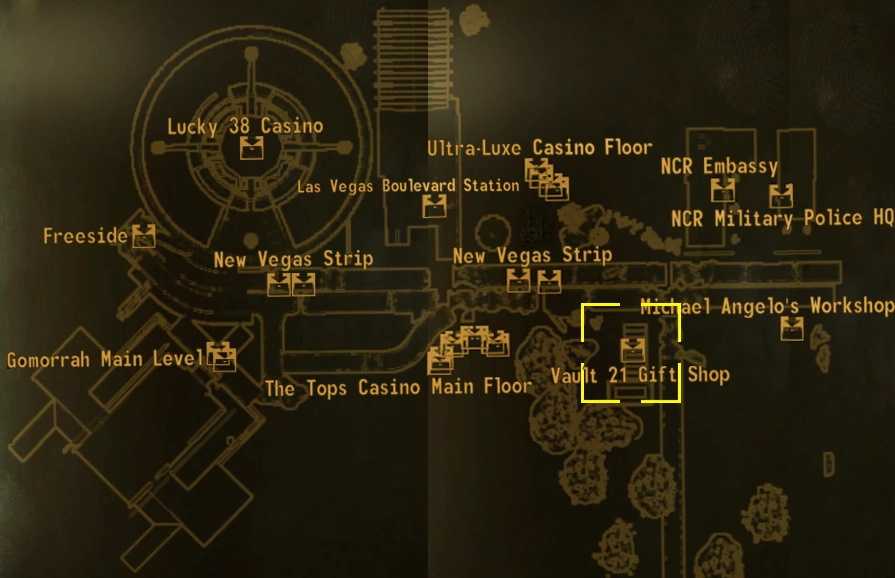 Lucky 38 Casino
Ultra-Luxe Casino Floor
NCR Embassy
Las Vegas Boulevard Station
NCR Military Police HQ
Freeside
New Vegas Strip
New Vegas Strip
Michael Angelo's Workshop
Gomorrah Main Level
The Tops Casino Main Floor
Vault 21 Gift Shop